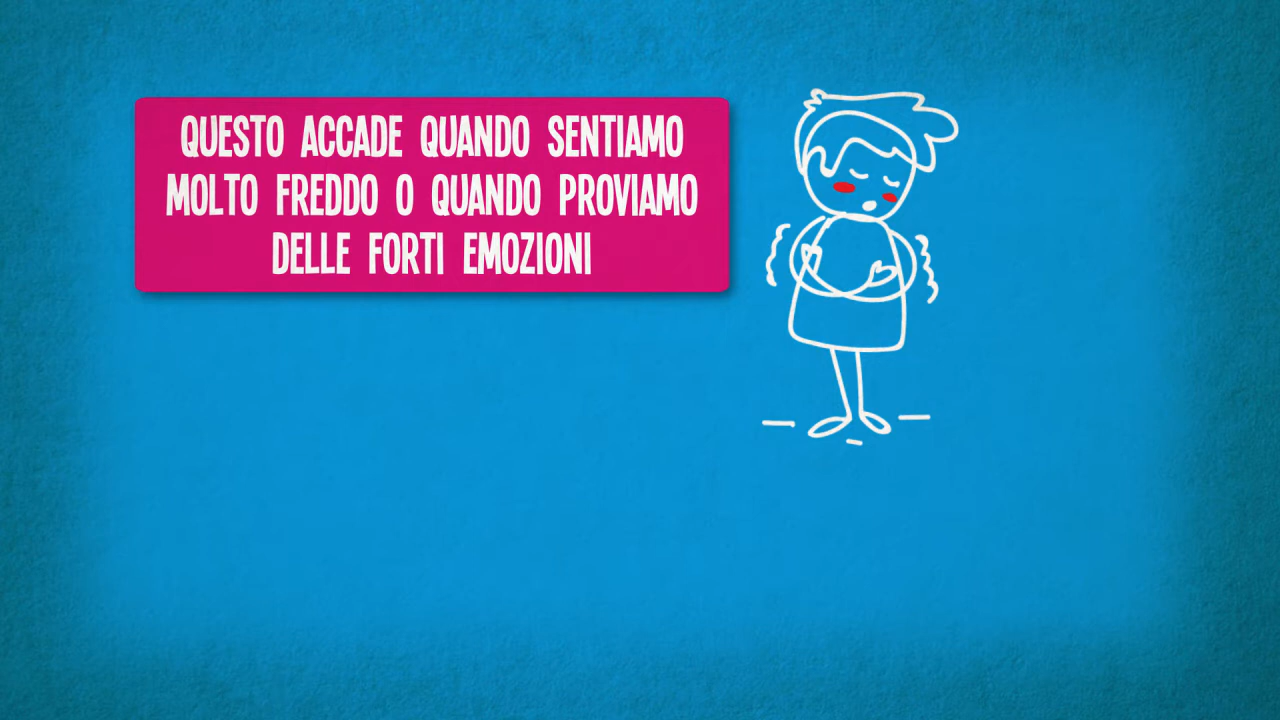 QUESTO ACCADE QUANDO SENTIAMO
MOLTO FREDDO O QUANDO PROVIAMO
DELLE FORTI EMOZIONI